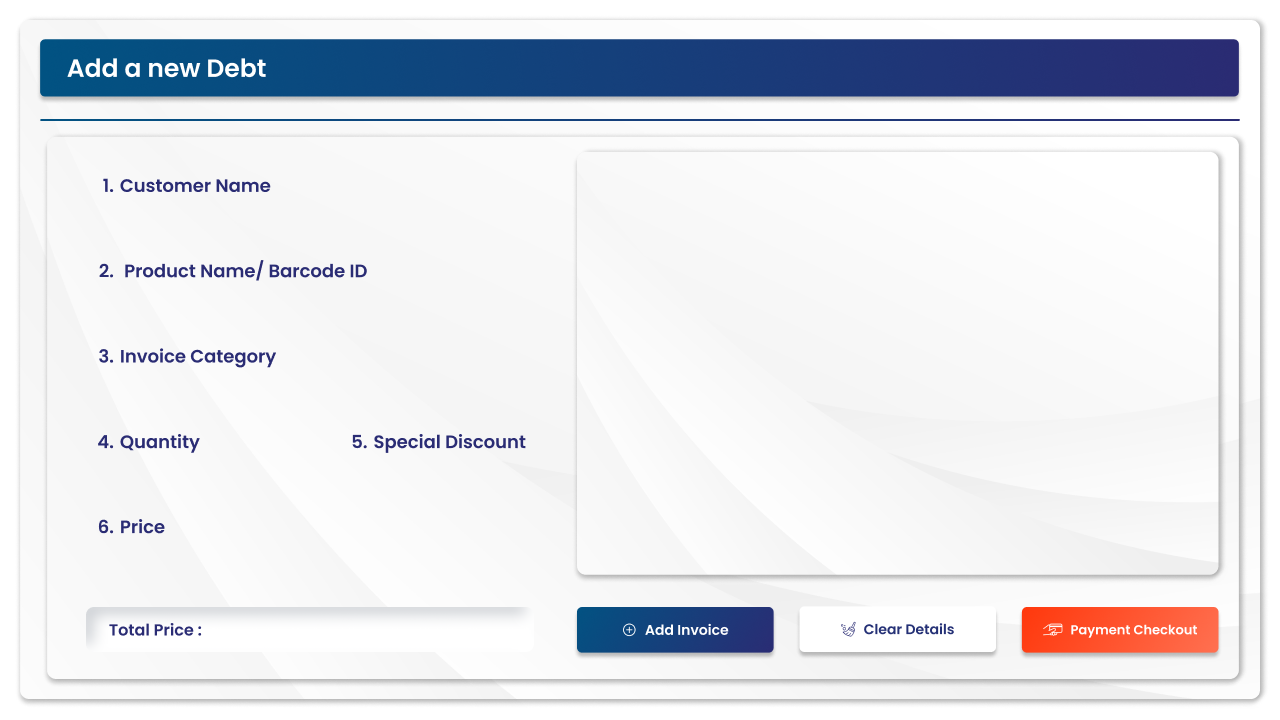 Add a new Debt
1. Customer Name
2. Product Name/ Barcode ID
3. Invoice Category
4. Quantity
5. Special Discount
6. Price
Total Price :
Add Invoice
Clear Details
Payment Checkout